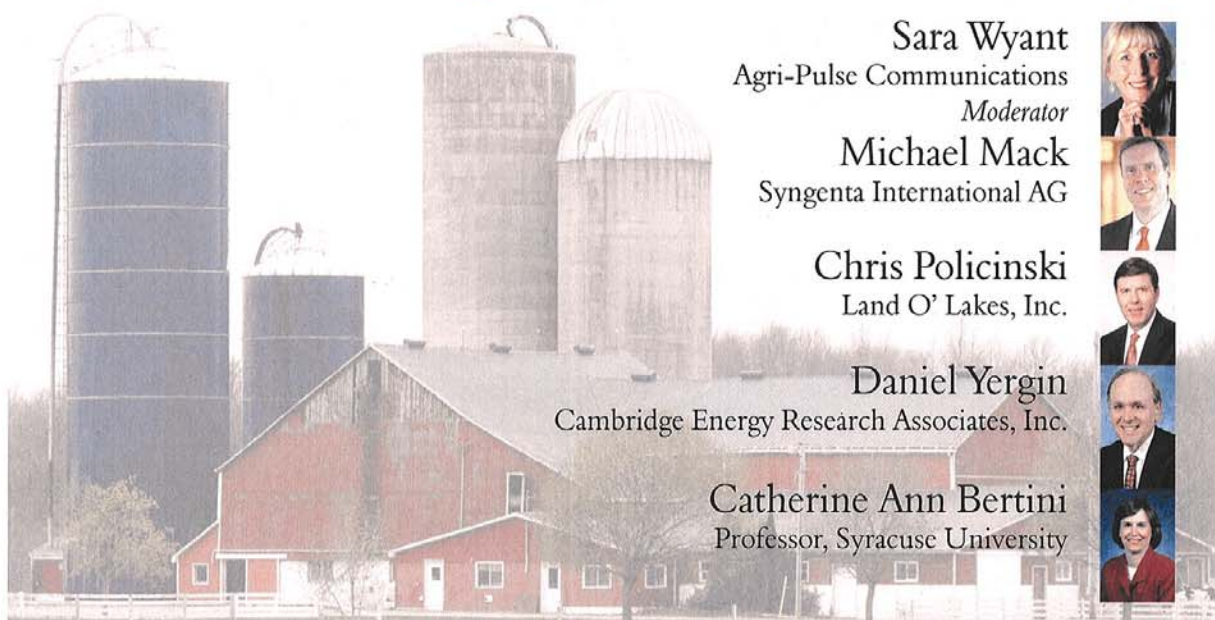 Sara Wyant
Agri-Pulse Communications
Moderator
Michael Mack
Syngenta International AG
Chris Policinski
Land O' Lakes, Inc.
Daniel Yergin
Cambridge Energy Research Associates, Inc.
Catherine Ann Bertini
Professor, Syracuse University